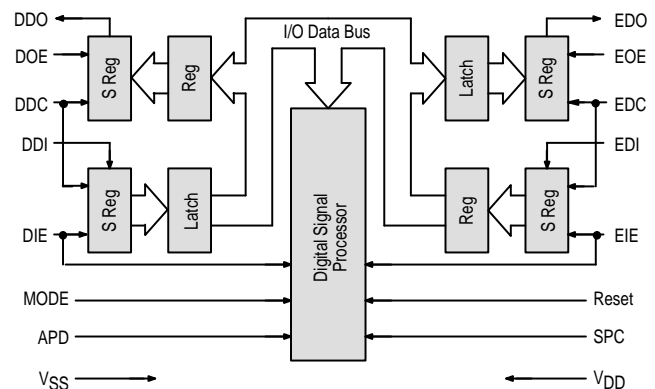 DDO
EDO
I/O Data Bus
DOE
S Reg
Reg
Latch
S Reg
EOE
DDC
EDC
DDI
EDI
S Reg
Latch
Digital Signal
Processor
Reg
S Reg
DIE
EIE
MODE
Reset
APD
SPC
VSS
VDD